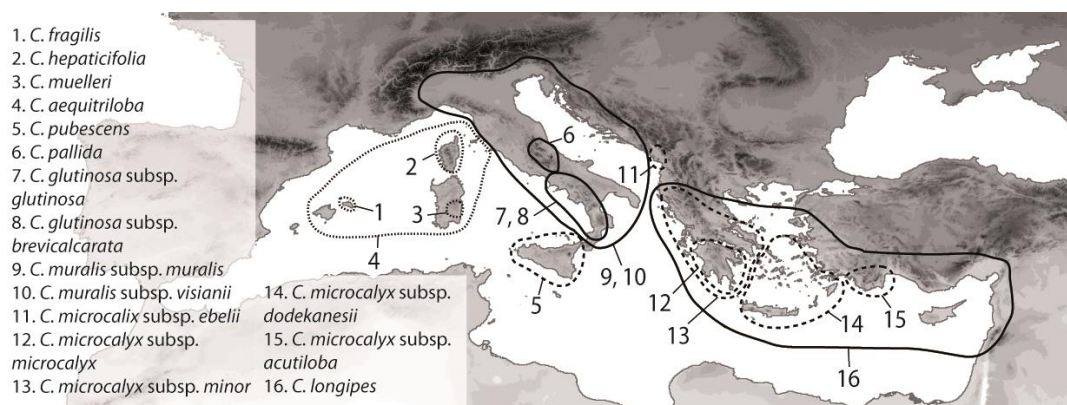 1. C. fragilis
2. C. hepaticifolia
3. C. muelleri
4. C. aequitriloba
5. C. pubescens
6. C. pallida
7. C. glutinosa subsp.
glutinosa
8. C. glutinosa subsp.
brevicalcarata
9. C. muralis subsp. muralis
10. C. muralis subsp. visianii
11. C. microcalix subsp. ebelii
12. C. microcalyx subsp.
microcalyx
13. C. microcalyx subsp. minor
14. C. microcalyx subsp.
dodekanesii
15. C. microcalyx subsp.
acutiloba
16. C. longipes
6
2
11
1
3
7, 8
4
5
9, 10
12
13
14
15
16